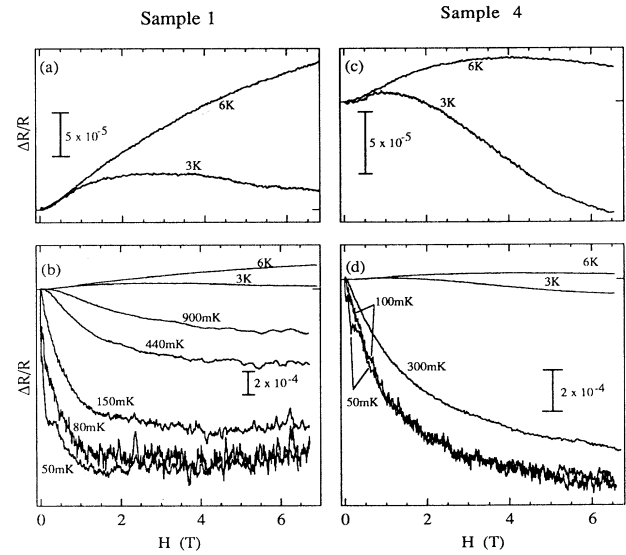 Sample 1
Sample 4
(a)
6K
5 x 10-5
3K
ΔR/R
(c)
6K
3K
5 x 10-5
(b)
6K
3K
900mK
440mK
2 x 10-4
150mK
80mK
50mK
ΔR/R
0
2
4
6
H (T)
(d)
6K
3K
100mK
300mK
50mK
2 x 10-4
0
2
4
6
H (T)